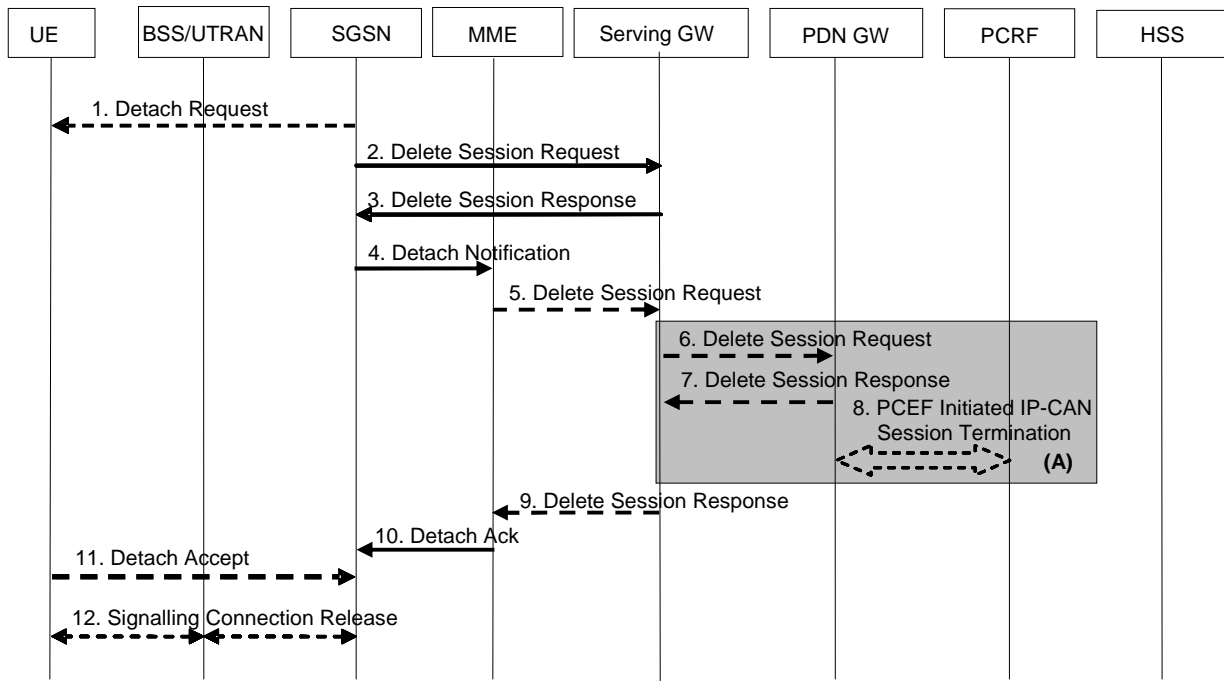 UE
BSS/UTRAN
SGSN
MME
Serving GW
PDN GW
PCRF
HSS
1. Detach Request
2. Delete Session Request
3. Delete Session Response
4. Detach Notification
5. Delete Session Request
6. Delete Session Request
7. Delete Session Response
8. PCEF Initiated IP-CAN
Session Termination
(A)
9. Delete Session Response
10. Detach Ack
11. Detach Accept
12. Signalling Connection Release